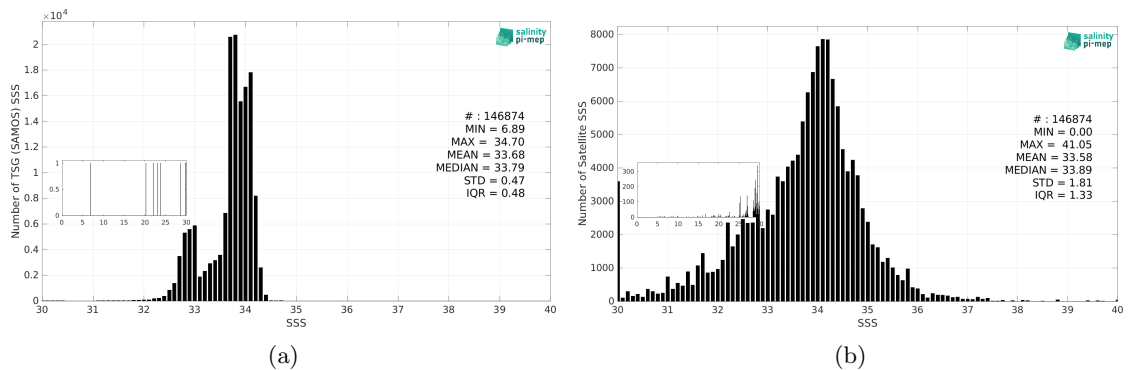 ×10⁴
salinity
pi-mep
2
1.8
1.6
1.4
1.2
1
0.8
0.6
0.4
0.2
0
Number of TSG (SAMOS) SSS
# : 146874
MIN = 6.89
MAX = 34.70
MEAN = 33.68
MEDIAN = 33.79
STD = 0.47
IQR = 0.48
1
0.5
0
0 5 10 15 20 25 30
30 31 32 33 34 35 36 37 38 39 40
SSS
(a)
salinity
pi-mep
8000
7000
6000
5000
4000
3000
2000
1000
0
Number of Satellite SSS
# : 146874
MIN = 0.00
MAX = 41.05
MEAN = 33.58
MEDIAN = 33.89
STD = 1.81
IQR = 1.33
300
200
100
0
0 5 10 15 20 25 30
30 31 32 33 34 35 36 37 38 39 40
SSS
(b)